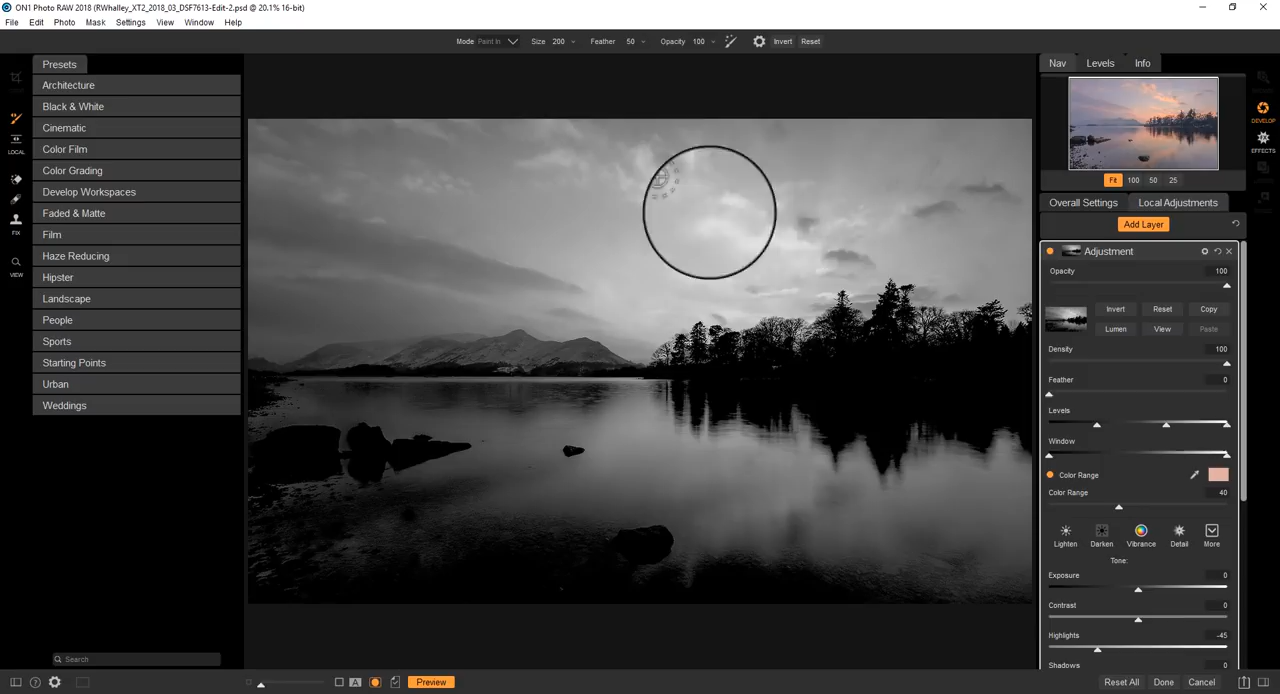 ON1 Photo RAW 2018 (RWhalley_XT2_2018_03_DSF7613-Edit-2.psd @ 20.1% 16-bit)
File Edit Photo Mask Settings View Window Help
Mode Paint In Size 200 Feather 50 Opacity 100 Invert Reset
Presets
Architecture
Black & White
Cinematic
Color Film
Color Grading
Develop Workspaces
Faded & Matte
Film
Haze Reducing
Hipster
Landscape
People
Sports
Starting Points
Urban
Weddings
LOCAL
FIX
VIEW
Search
Nav Levels Info
Fit 100 50 25
DEVELOP
EFFECTS
Overall Settings Local Adjustments
Add Layer
Adjustment
Opacity 100
Invert Reset Copy
Lumen View Paste
Density 100
Feather 0
Levels
Window
Color Range
Color Range 40
Lighten Darken Vibrance Detail More
Tone:
Exposure 0
Contrast 0
Highlights -45
Shadows 0
A Preview
Reset All Done Cancel